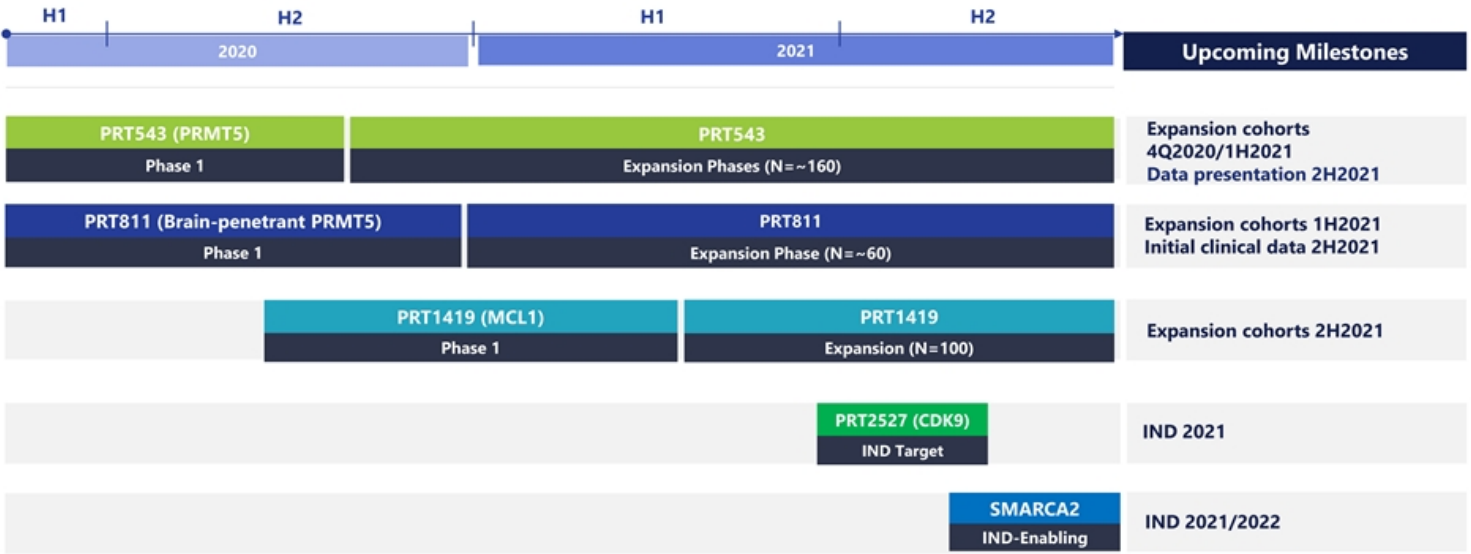 H1 H2 H1 H2
2020 2021 Upcoming Milestones
PRT543 (PRMT5) PRT543
Phase 1 Expansion Phases (N=~160)
Expansion cohorts
4Q2020/1H2021
Data presentation 2H2021
PRT811 (Brain-penetrant PRMT5) PRT811
Phase 1 Expansion Phase (N=~60)
Expansion cohorts 1H2021
Initial clinical data 2H2021
PRT1419 (MCL1) PRT1419
Phase 1 Expansion (N=100)
Expansion cohorts 2H2021
PRT2527 (CDK9)
IND Target
IND 2021
SMARCA2
IND-Enabling
IND 2021/2022